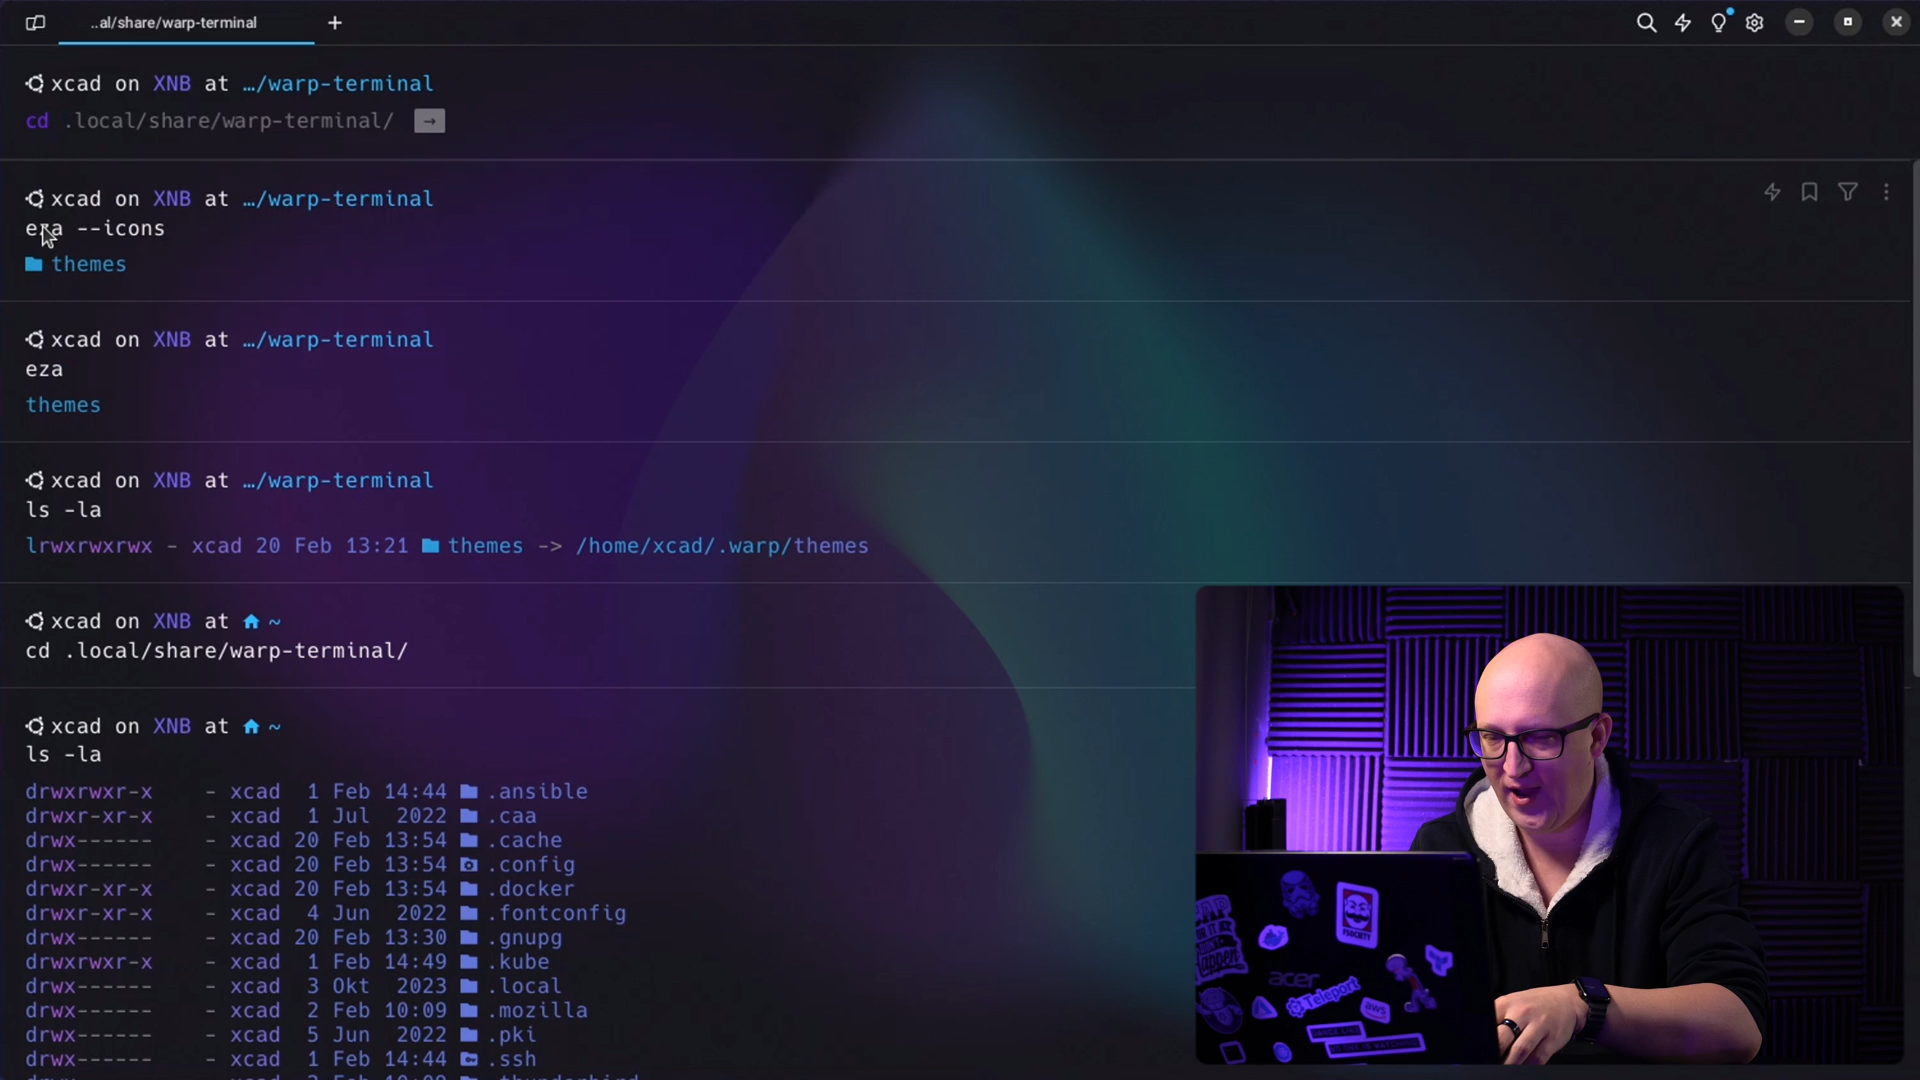 ..al/share/warp-terminal
xcad on XNB at …/warp-terminal
cd .local/share/warp-terminal/ →
xcad on XNB at …/warp-terminal
eza --icons
themes
xcad on XNB at …/warp-terminal
eza
themes
xcad on XNB at …/warp-terminal
ls -la
lrwxrwxrwx - xcad 20 Feb 13:21 themes -> /home/xcad/.warp/themes
xcad on XNB at ~
cd .local/share/warp-terminal/
xcad on XNB at ~
ls -la
drwxrwxr-x - xcad 1 Feb 14:44 .ansible
drwxr-xr-x - xcad 1 Jul 2022 .caa
drwx------ - xcad 20 Feb 13:54 .cache
drwx------ - xcad 20 Feb 13:54 .config
drwxr-xr-x - xcad 20 Feb 13:54 .docker
drwxr-xr-x - xcad 4 Jun 2022 .fontconfig
drwx------ - xcad 20 Feb 13:30 .gnupg
drwxrwxr-x - xcad 1 Feb 14:49 .kube
drwx------ - xcad 3 Okt 2023 .local
drwx------ - xcad 2 Feb 10:09 .mozilla
drwx------ - xcad 5 Jun 2022 .pki
drwx------ - xcad 1 Feb 14:44 .ssh
FSOCIETY
happen
acer
Teleport
aws